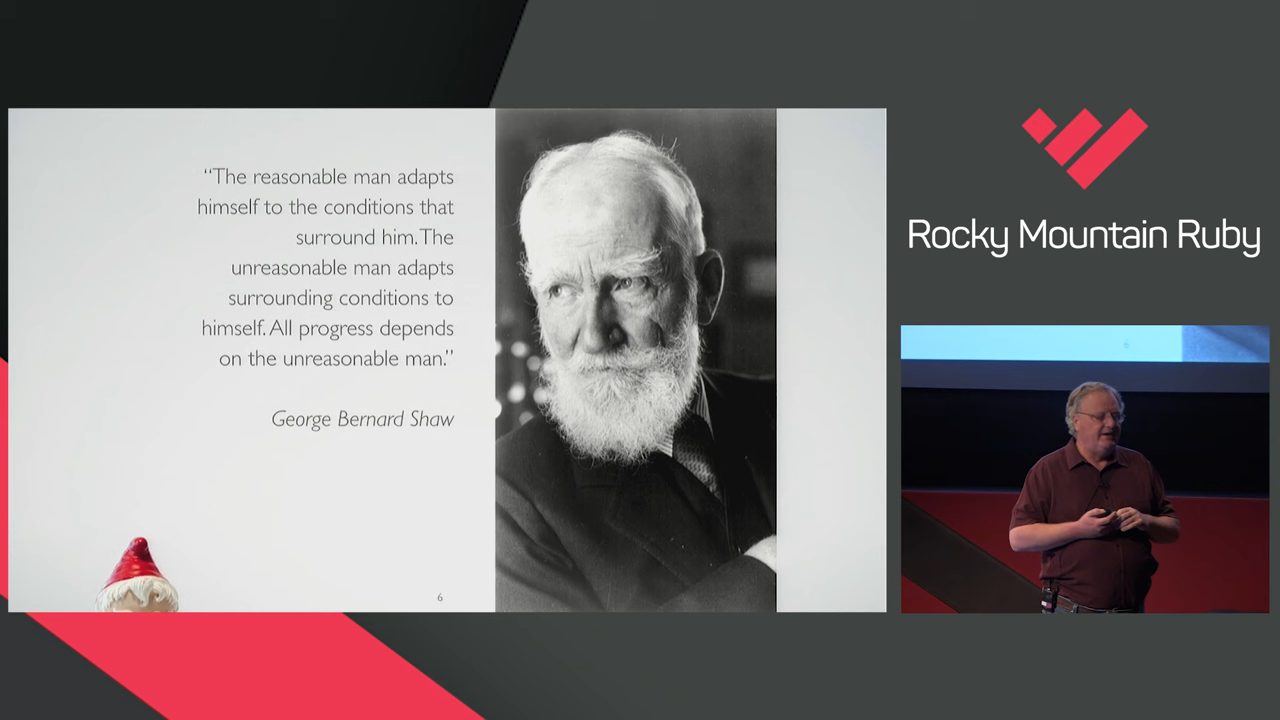 “The reasonable man adapts
himself to the conditions that
surround him. The
unreasonable man adapts
surrounding conditions to
himself. All progress depends
on the unreasonable man.”
George Bernard Shaw
6
Rocky Mountain Ruby
6